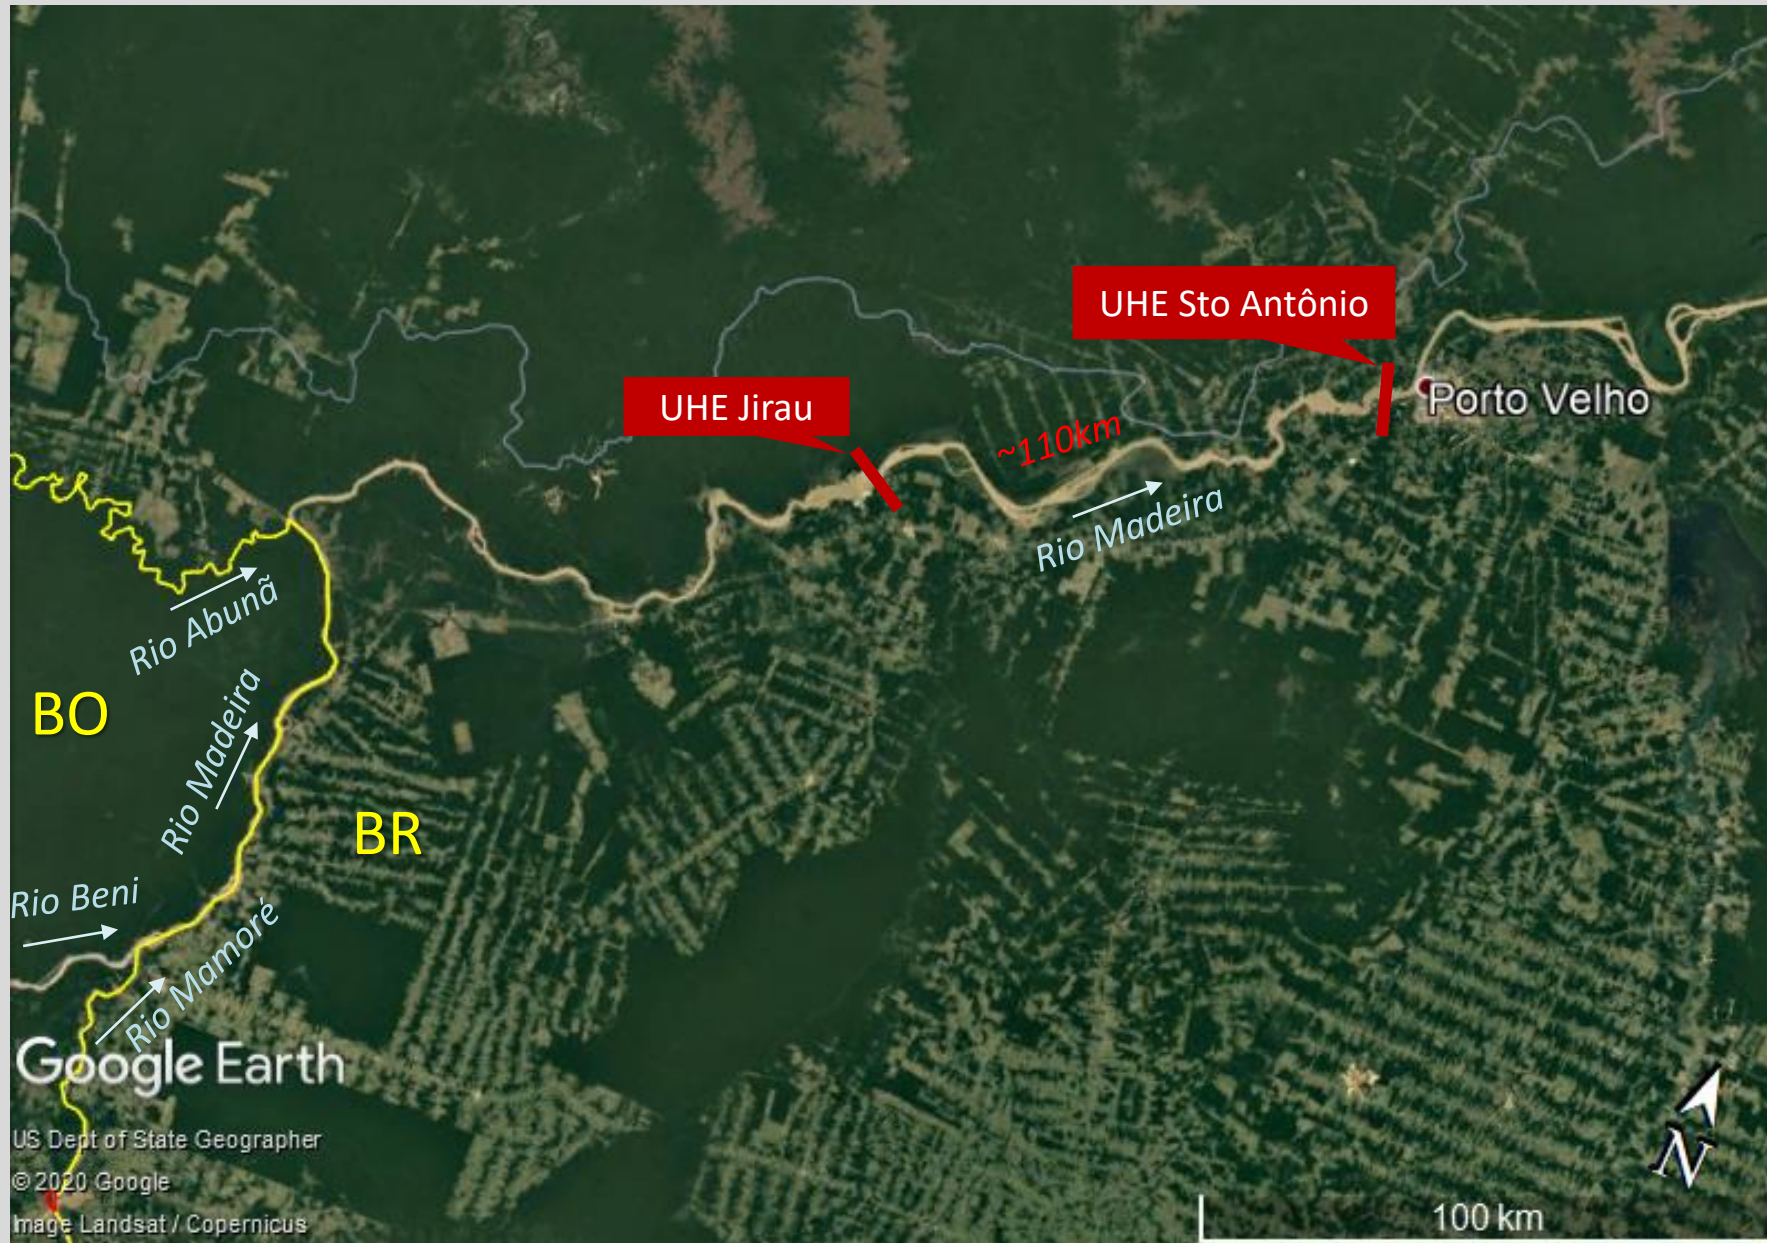 UHE Sto Antônio
UHE Jirau
Porto Velho
~110km
Rio Madeira
Rio Abunã
BO
Rio Madeira
BR
Rio Beni
Rio Mamoré
Google Earth
US Dept of State Geographer
© 2020 Google
Image Landsat / Copernicus
N
100 km